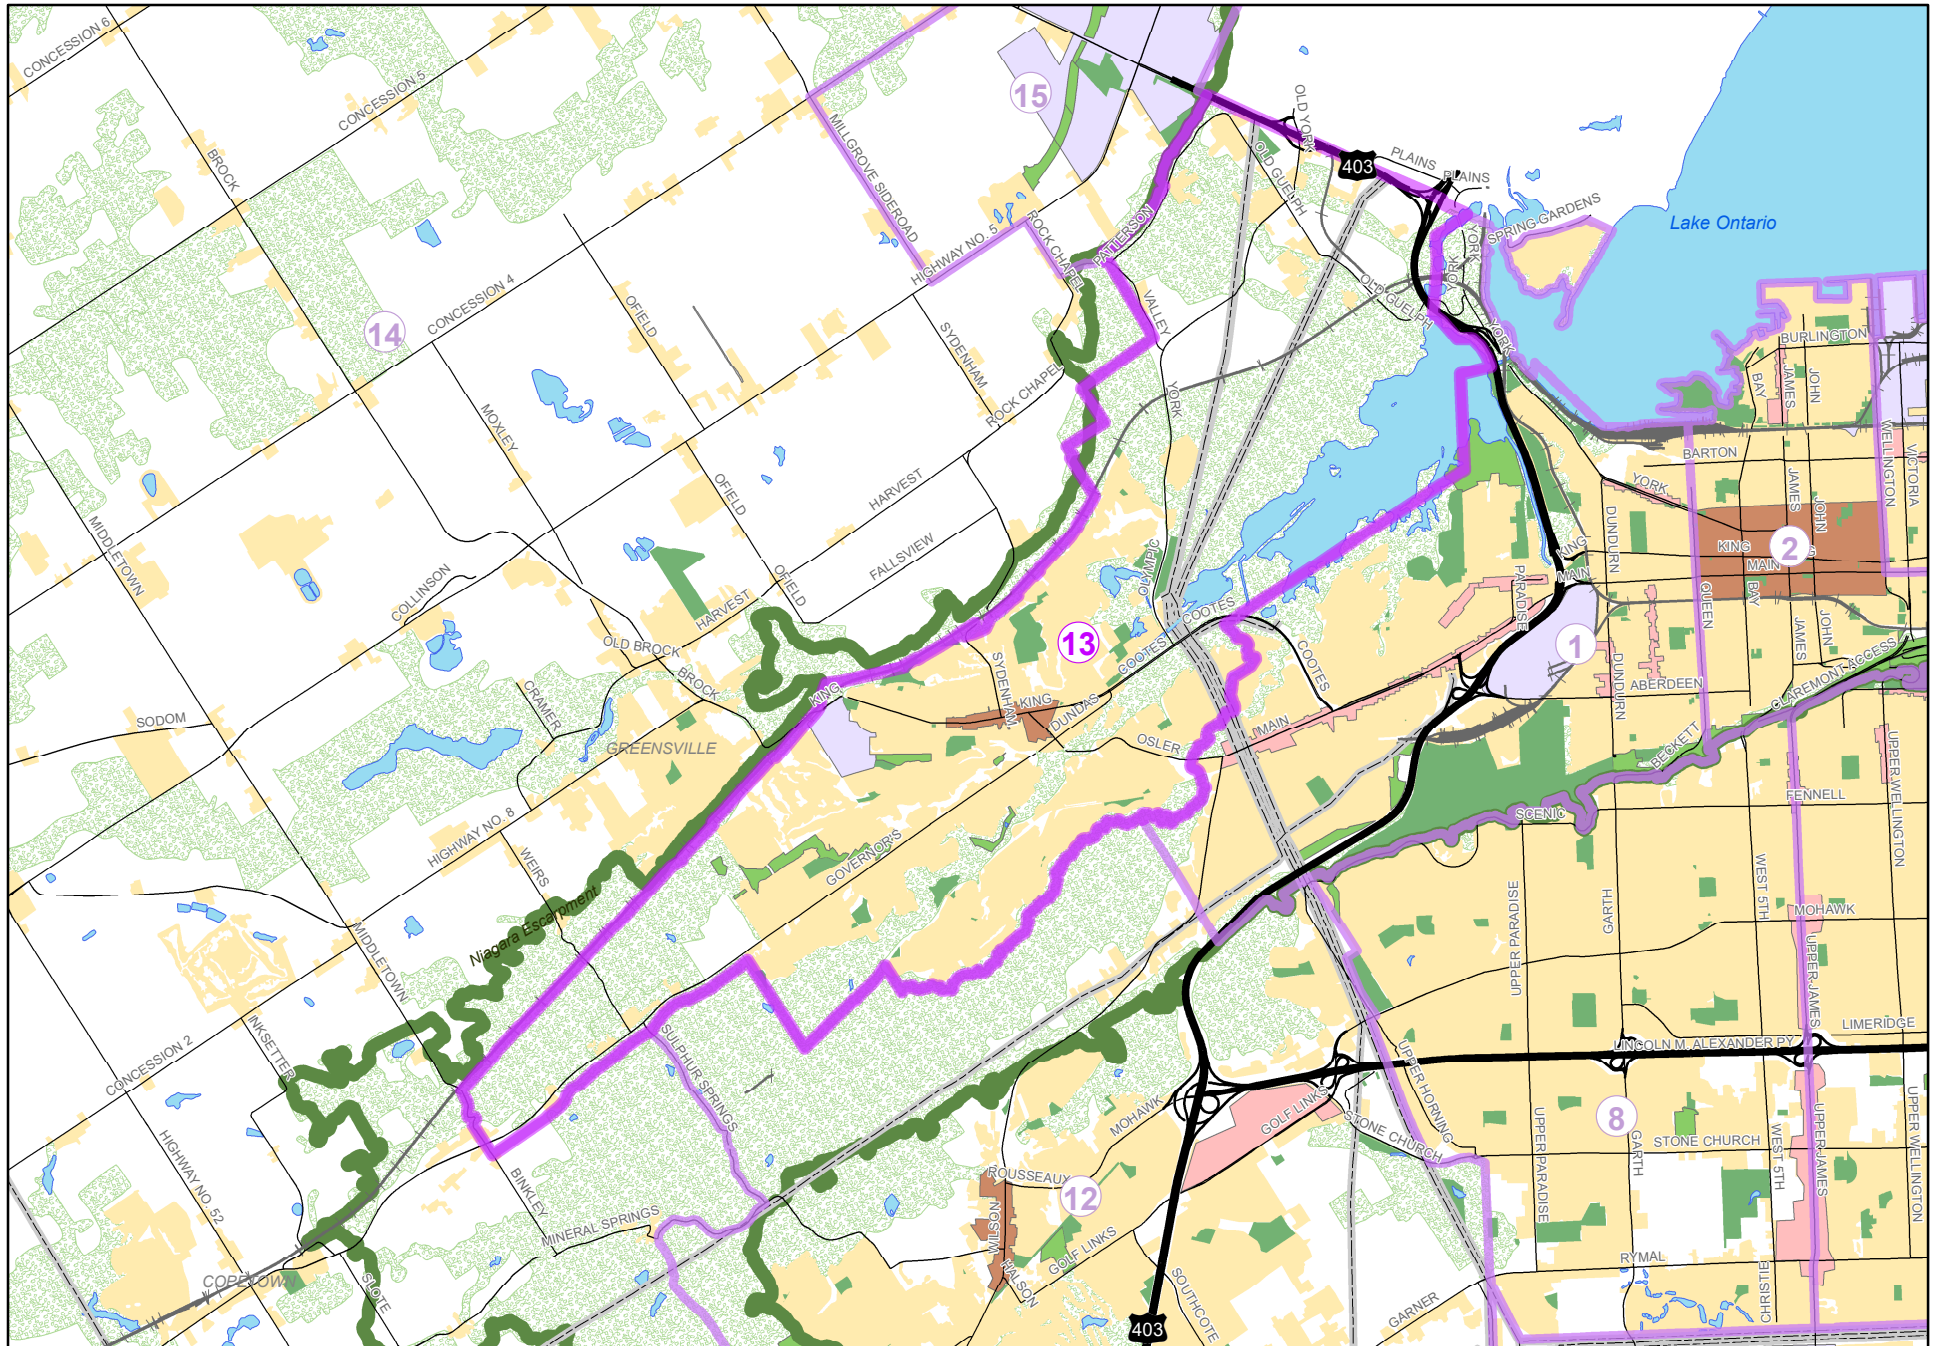 CONCESSION 6
CONCESSION 5
BROCK
15
MILLGROVE SIDEROAD
OLD YORK
OLD GUELPH
403
PLAINS
PLAINS
SPRING GARDENS
Lake Ontario
HIGHWAY NO. 5
ROCK CHAPEL
PATTERSON
YORK
YORK
VALLEY
OLD GUELPH
YORK
14
CONCESSION 4
OFIELD
SYDENHAM
ROCK CHAPEL
YORK
BURLINGTON
BAY
JAMES
JOHN
WELLINGTON
VICTORIA
MOXLEY
OFIELD
HARVEST
BARTON
YORK
JAMES
JOHN
MIDDLETOWN
FALLSVIEW
OLYMPIC
DUNDURN
KING
MAIN
KING
G
2
MAIN
BAY
QUEEN
COLLINSON
OFIELD
HARVEST
OLD BROCK
BROCK
SYDENHAM
13
COOTES
COOTES
COOTES
PARADISE
1
JAMES
JOHN
CLAREMONT ACCESS
ABERDEEN
DUNDURN
KING
KING
DUNDAS
CRAMER
SODOM
GREENSVILLE
OSLER
MAIN
BECKETT
UPPER WELLINGTON
FENNELL
SCENIC
HIGHWAY NO. 8
WEIRS
GOVERNOR'S
Niagara Escarpment
UPPER PARADISE
GARTH
WEST 5TH
MOHAWK
UPPER JAMES
MIDDLETOWN
INKSETTER
CONCESSION 2
SULPHUR SPRINGS
LIMERIDGE
LINCOLN M. ALEXANDER PY
UPPER HORNING
MOHAWK
GOLF LINKS
STONE CHURCH
8
GARTH
STONE CHURCH
UPPER PARADISE
WEST 5TH
UPPER JAMES
UPPER WELLINGTON
HIGHWAY NO. 52
BINKLEY
MINERAL SPRINGS
ROUSSEAUX
12
WILSON
HALSON
GOLF LINKS
SOUTHCOTE
RYMAL
CHRISTIE
COPETOWN
SLOTE
GARNER
403